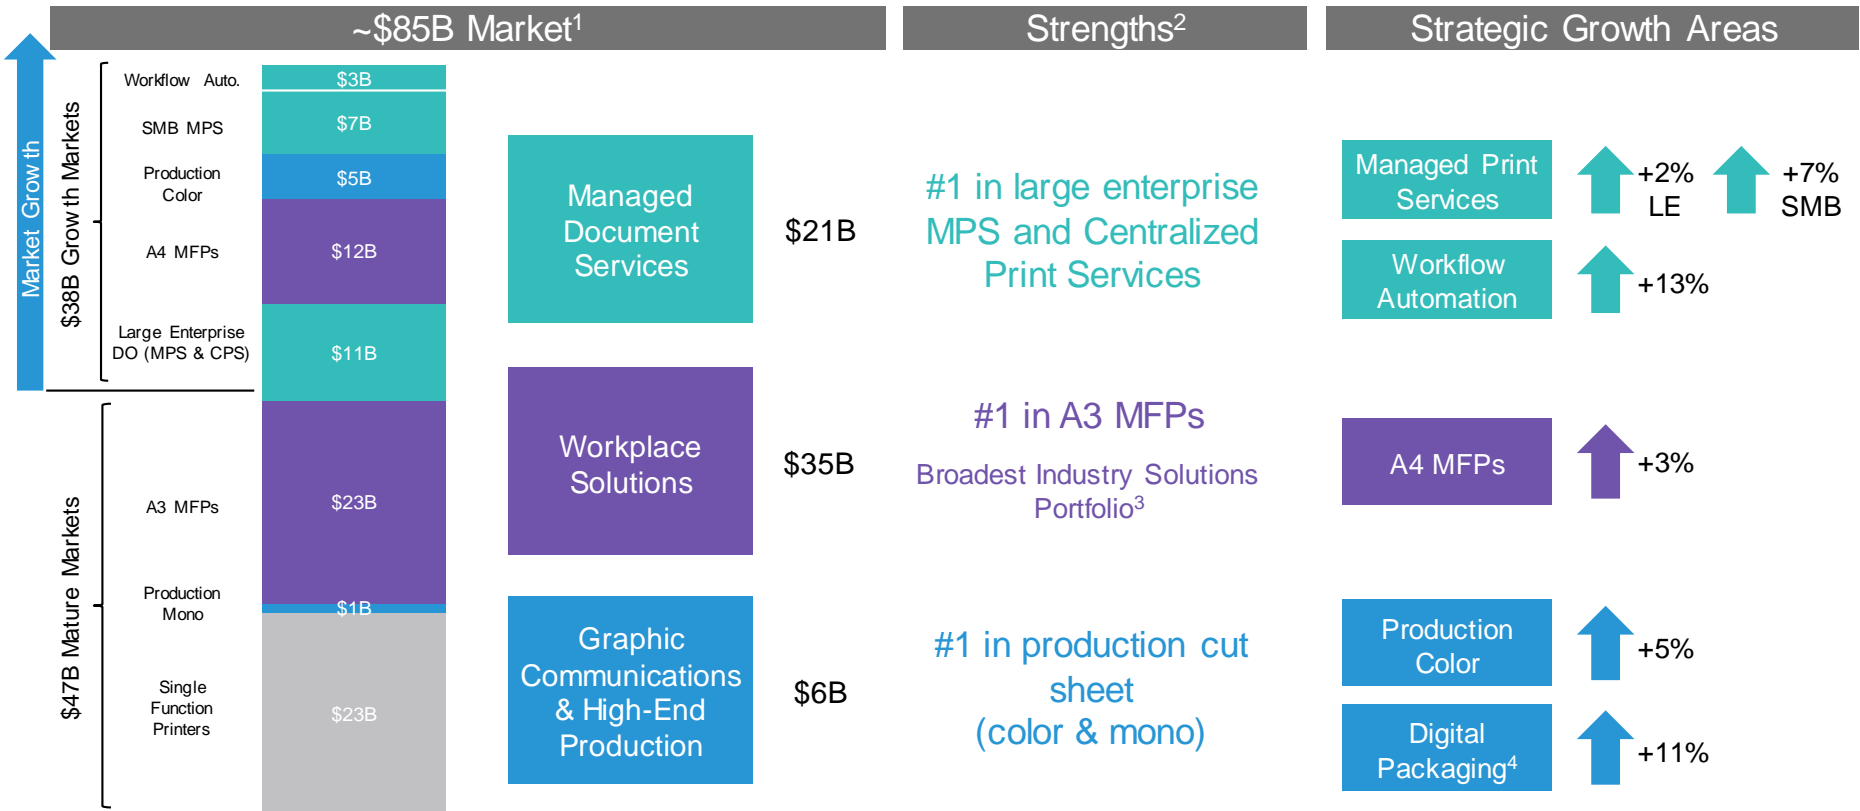 ~$85B Market1
Strengths2
Strategic Growth Areas
Market Growth
$38B Growth Markets
Workflow Auto.
$3B
SMB MPS
$7B
Production
Color
$5B
A4 MFPs
$12B
Large Enterprise
DO (MPS & CPS)
$11B
$47B Mature Markets
A3 MFPs
$23B
Production
Mono
$1B
Single
Function
Printers
$23B
Managed
Document
Services
$21B
#1 in large enterprise
MPS and Centralized
Print Services
Managed Print
Services
+2%
LE
+7%
SMB
Workflow
Automation
+13%
Workplace
Solutions
$35B
#1 in A3 MFPs
Broadest Industry Solutions
Portfolio3
A4 MFPs
+3%
Graphic
Communications
& High-End
Production
$6B
#1 in production cut
sheet
(color & mono)
Production
Color
+5%
Digital
Packaging4
+11%